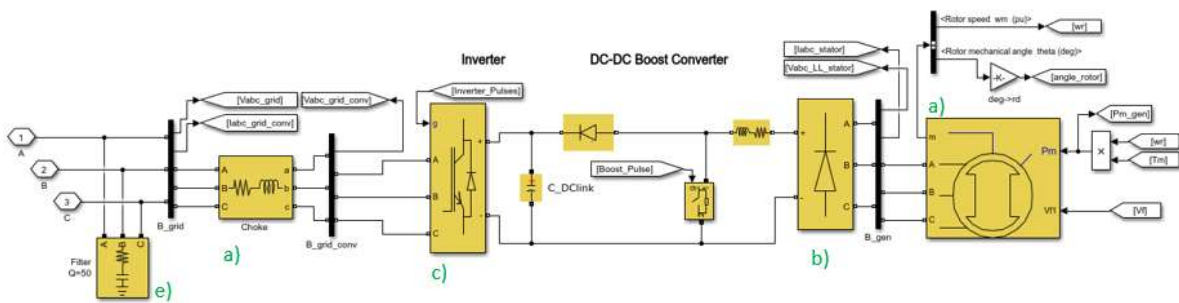 <Rotor speed wm (pu)>
[wr]
<Rotor mechanical angle theta (deg)>
-K-
[angle_rotor]
deg->rd
Inverter
DC-DC Boost Converter
[Iabc_stator]
[Vabc_LL_stator]
[Vabc_grid]
[Vabc_grid_conv]
[Iabc_grid_conv]
[Inverter_Pulses]
a)
[Pm_gen]
[wr]
[Tm]
×
1
A
2
B
3
C
B_grid
A
B
C
a
b
c
Choke
a)
B_grid_conv
g
A
B
C
+
-
c)
C_DClink
[Boost_Pulse]
+
-
A
B
C
b)
B_gen
m
A
B
C
Pm
Vf
[Vf]
A
B
C
Filter
Q=50
e)